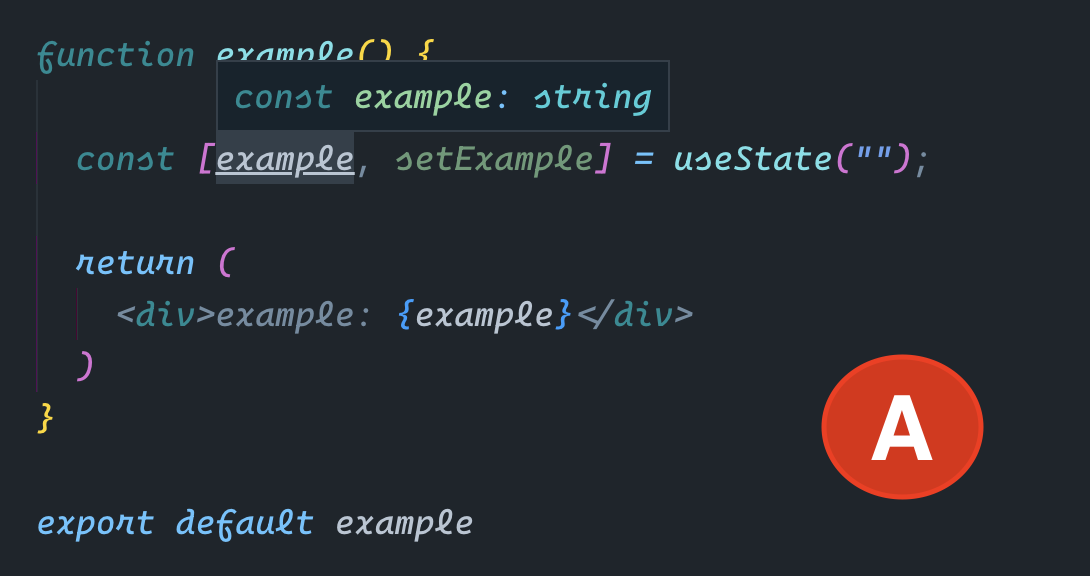 function example() {
const example: string
const [example, setExample] = useState("");
return (
<div>example: {example}</div>
)
}
A
export default example